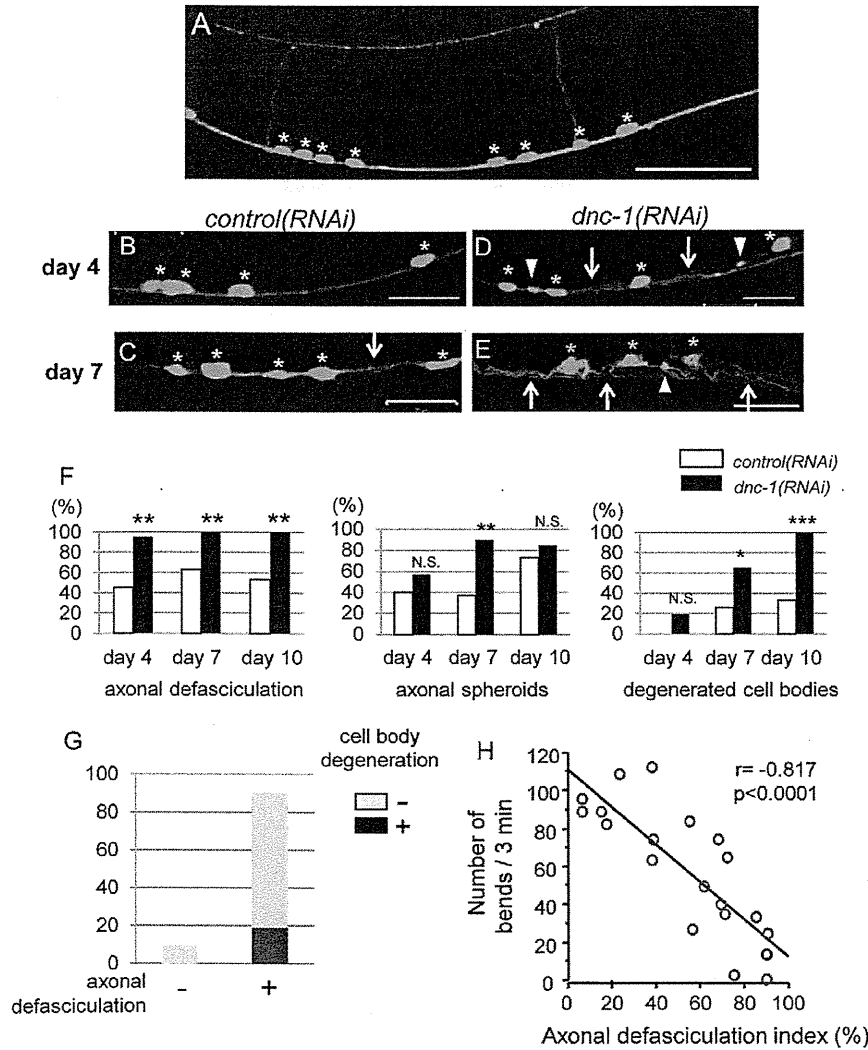 A
* * * * * * * *
control(RNAi) dnc-1(RNAi)
day 4
B
* * * *
D
* * * *
day 7
C
* * * * *
E
* * *
F
control(RNAi)
dnc-1(RNAi)
(%)
100
80
60
40
20
0
** ** **
day 4 day 7 day 10
axonal defasciculation
(%)
100
80
60
40
20
0
N.S. ** N.S.
day 4 day 7 day 10
axonal spheroids
(%)
100
80
60
40
20
0
N.S. * ***
day 4 day 7 day 10
degenerated cell bodies
G
100
80
60
40
20
0
axonal
defasciculation
- +
cell body
degeneration
-
+
H
Number of
bends / 3 min
120
100
80
60
40
20
0
r= -0.817
p<0.0001
0 20 40 60 80 100
Axonal defasciculation index (%)